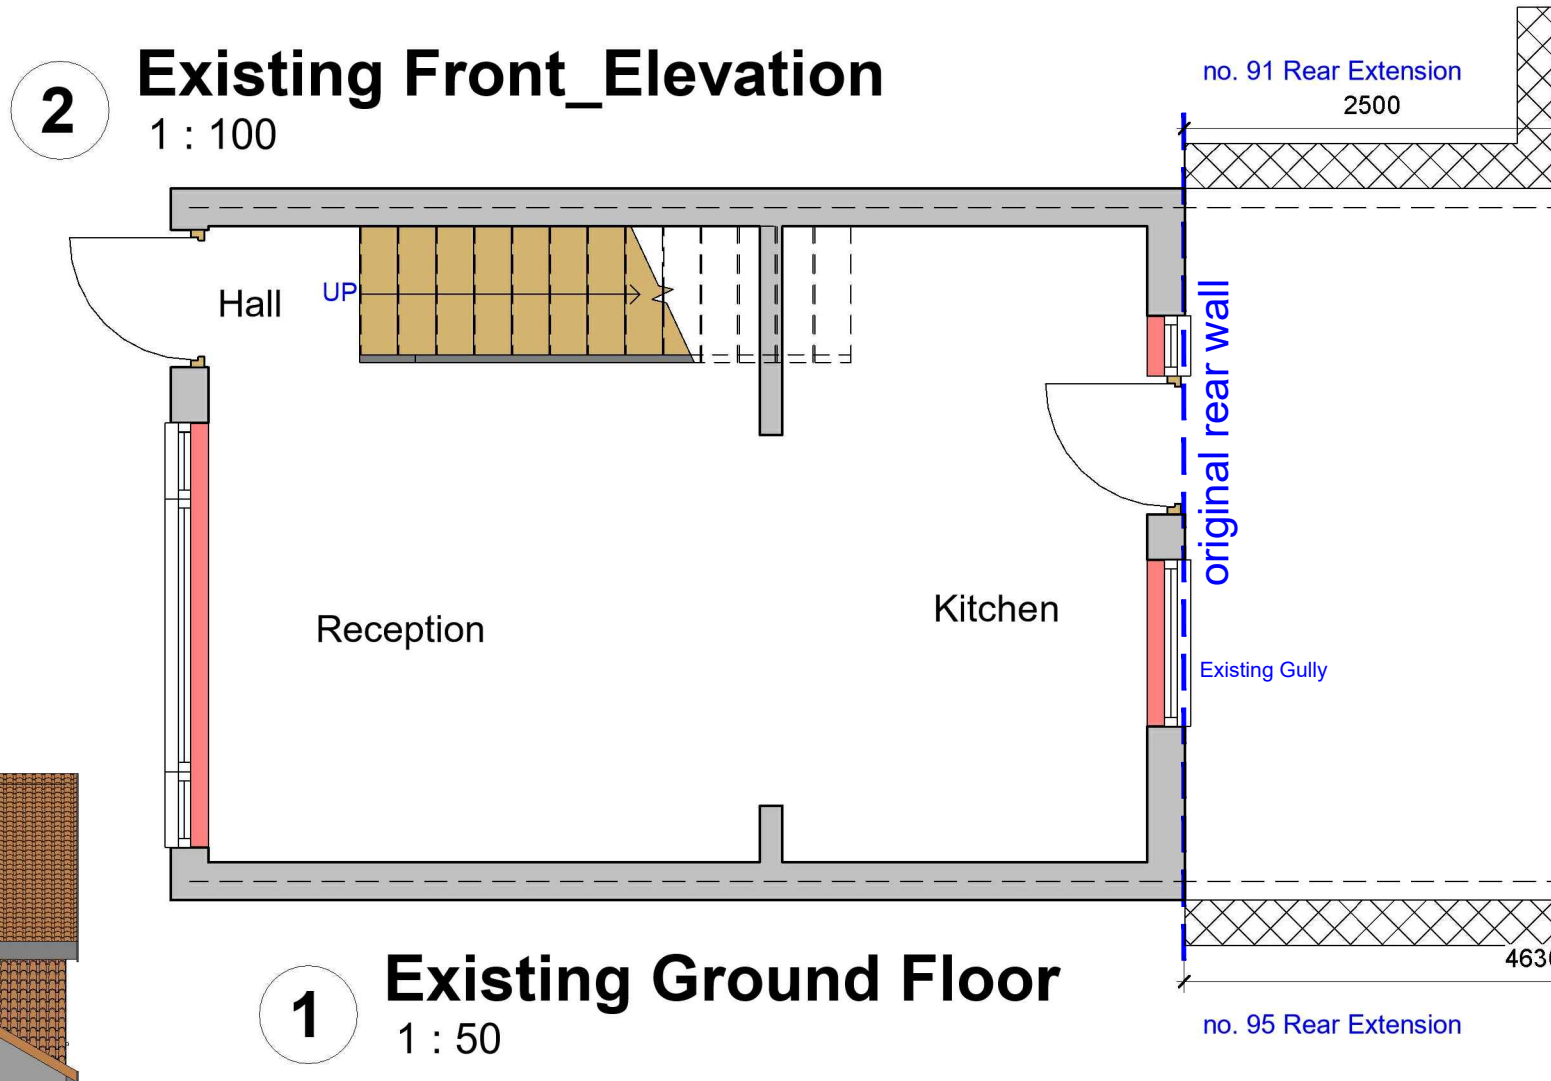 2
Existing Front_Elevation
1 : 100
no. 91 Rear Extension
2500
Hall
UP
original rear wall
Reception
Kitchen
Existing Gully
1
Existing Ground Floor
1 : 50
no. 95 Rear Extension